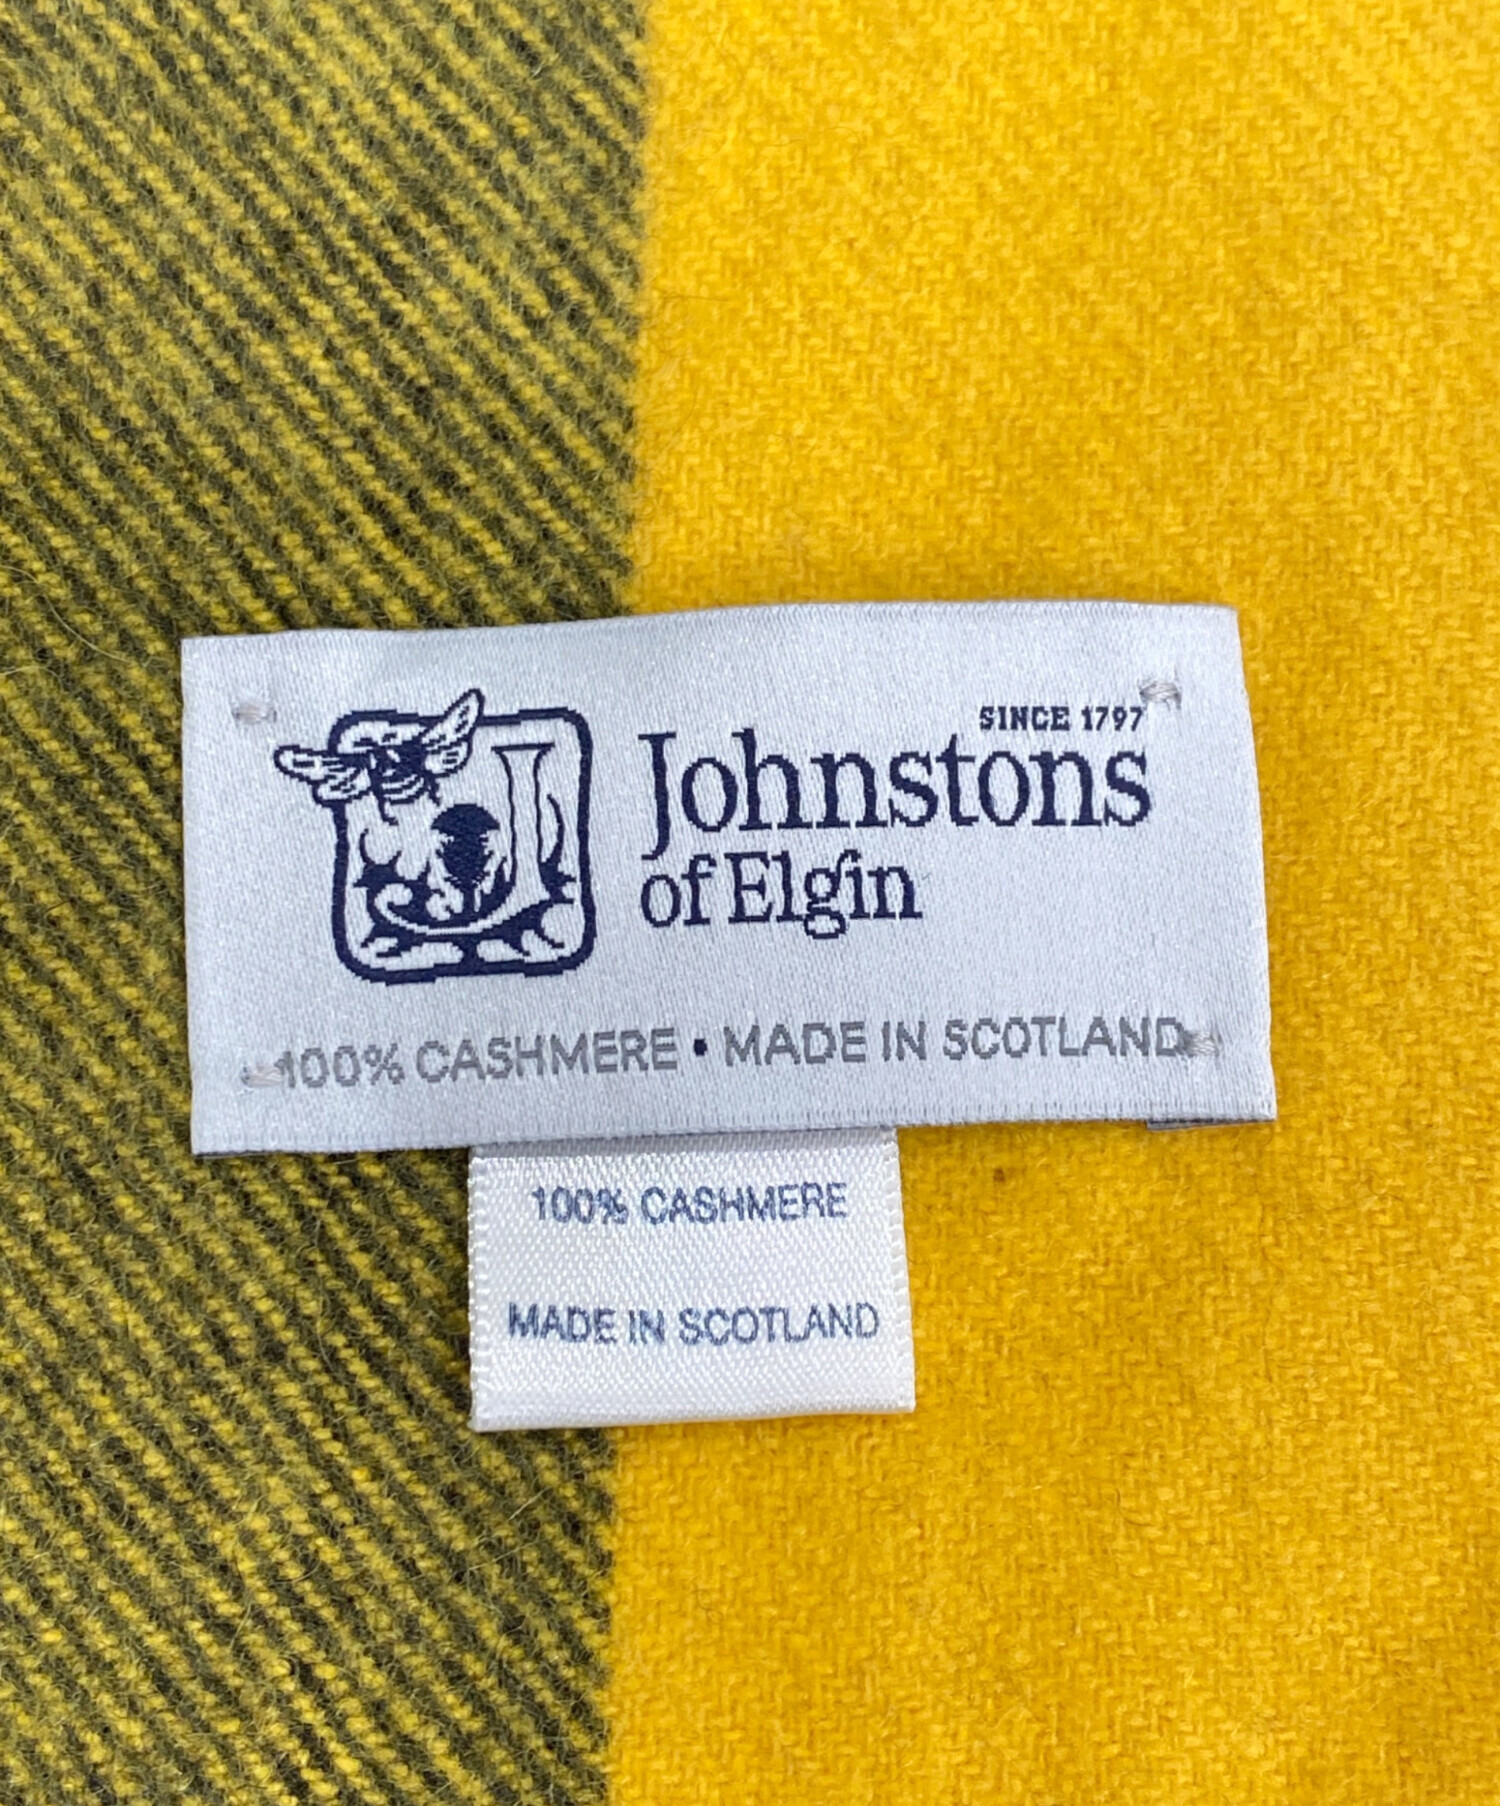 SINCE 1797
Johnstons
of Elgin
100% CASHMERE • MADE IN SCOTLAND
100% CASHMERE
MADE IN SCOTLAND